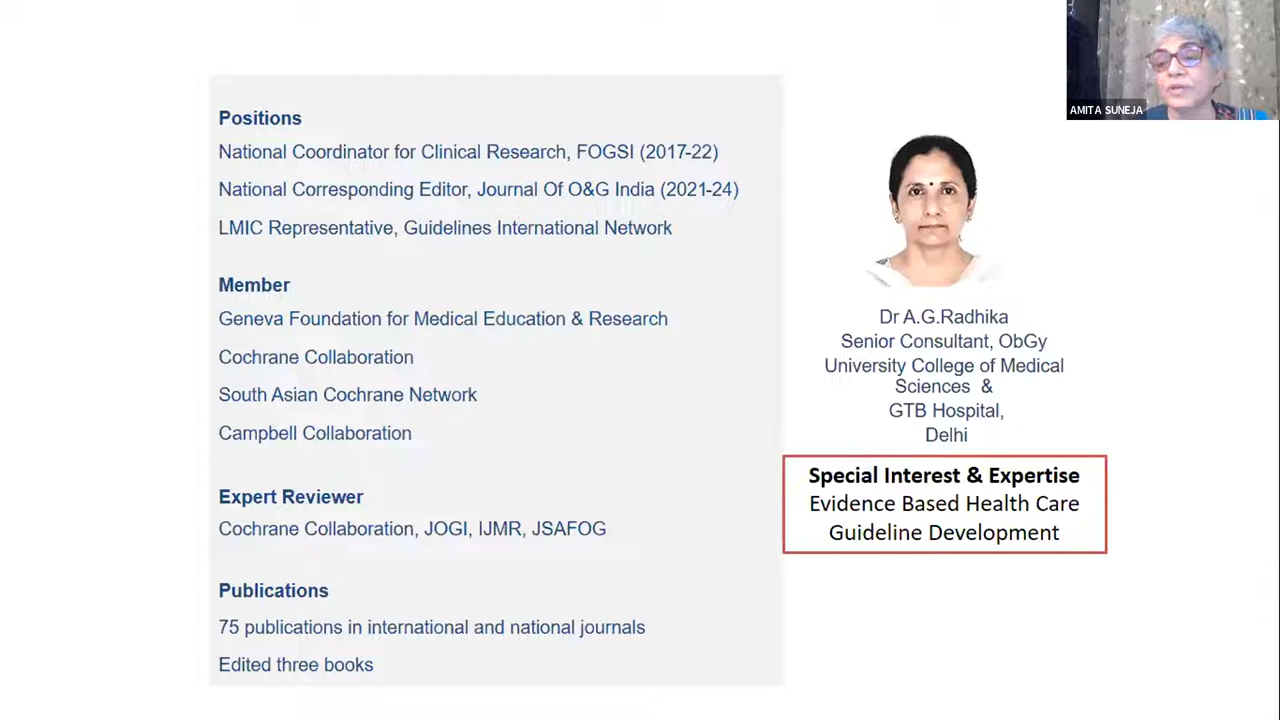 Positions
National Coordinator for Clinical Research, FOGSI (2017-22)
National Corresponding Editor, Journal Of O&G India (2021-24)
LMIC Representative, Guidelines International Network
Member
Geneva Foundation for Medical Education & Research
Cochrane Collaboration
South Asian Cochrane Network
Campbell Collaboration
Expert Reviewer
Cochrane Collaboration, JOGI, IJMR, JSAFOG
Publications
75 publications in international and national journals
Edited three books
AMITA SUNEJA
Dr A.G.Radhika
Senior Consultant, ObGy
University College of Medical
Sciences &
GTB Hospital,
Delhi
Special Interest & Expertise
Evidence Based Health Care
Guideline Development